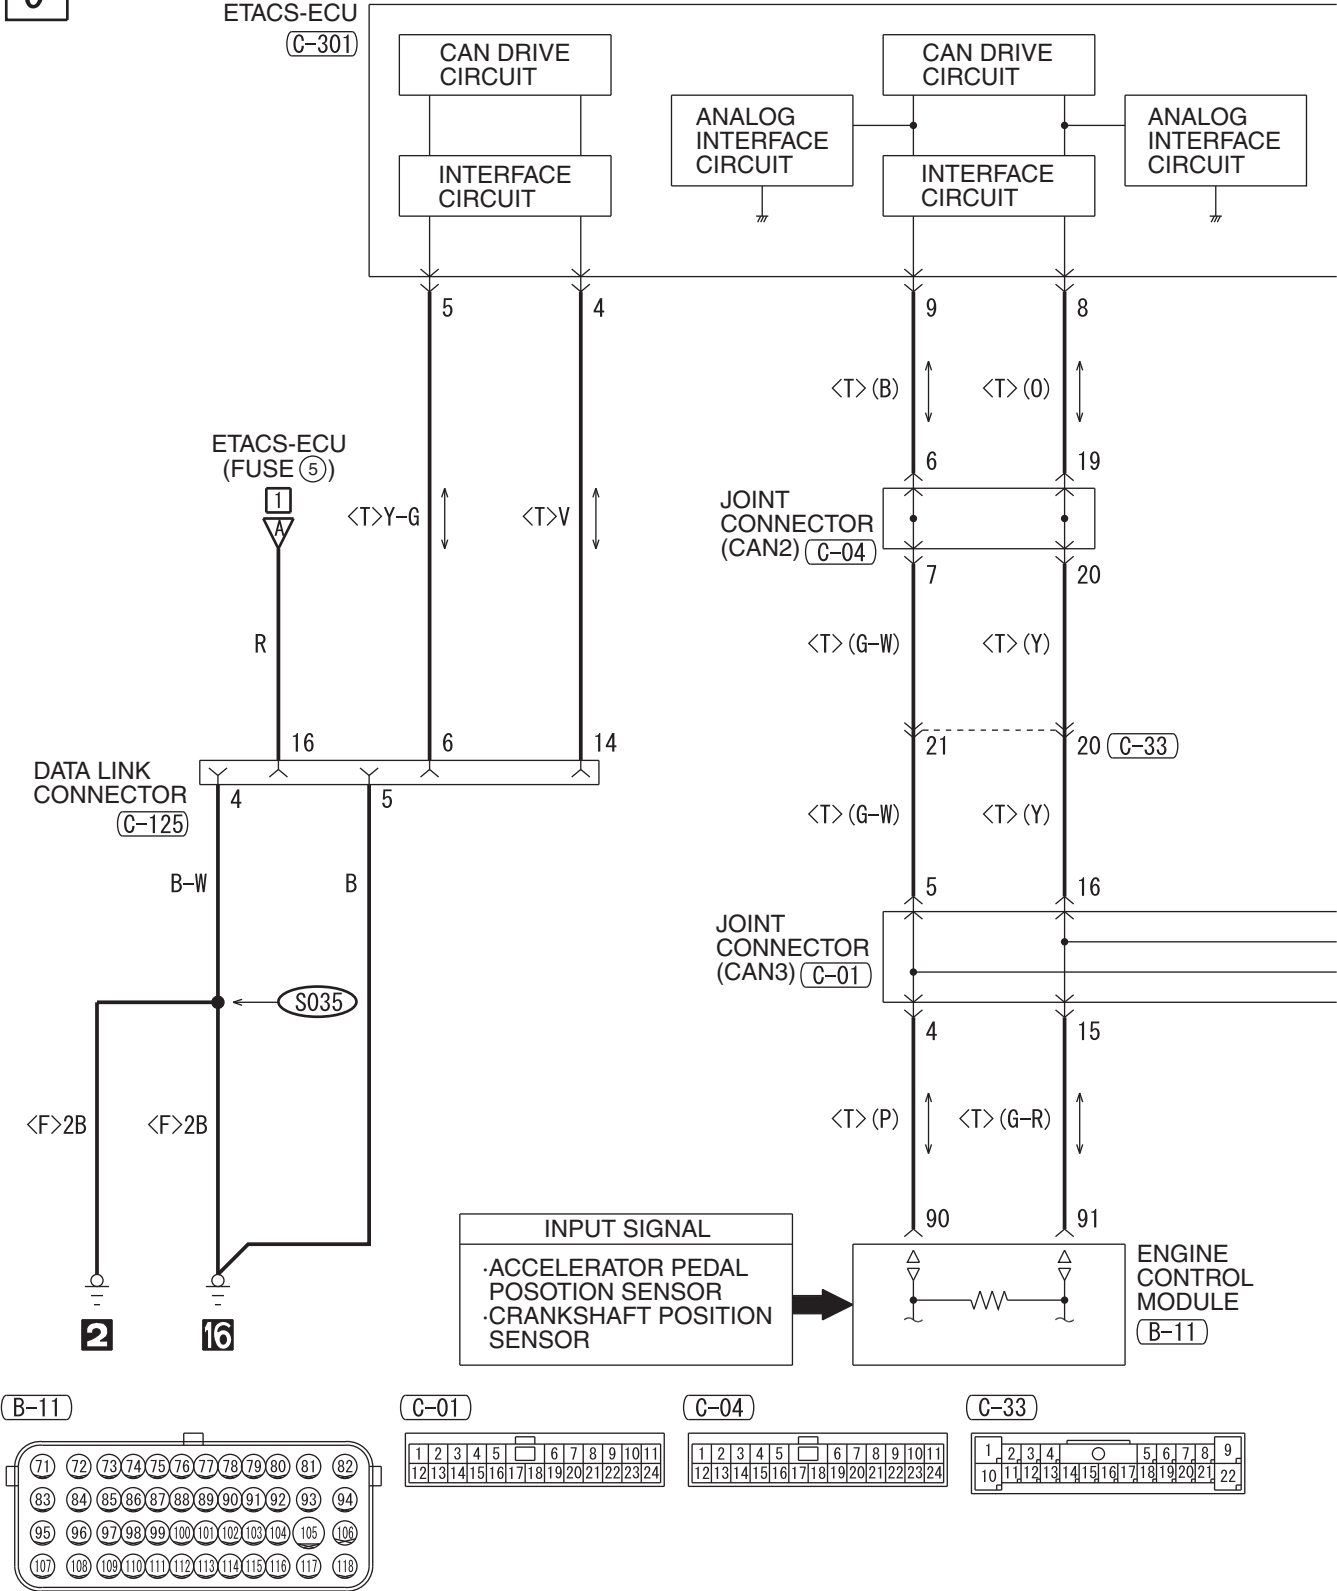 ETACS-ECU
C-301
CAN DRIVE
CIRCUIT
CAN DRIVE
CIRCUIT
ANALOG
INTERFACE
CIRCUIT
ANALOG
INTERFACE
CIRCUIT
INTERFACE
CIRCUIT
INTERFACE
CIRCUIT
5 4 9 8
<T>(B) <T>(O)
ETACS-ECU
(FUSE 5)
1
A
6 19
JOINT
CONNECTOR
(CAN2) C-04
<T>Y-G <T>V
7 20
R
<T>(G-W) <T>(Y)
16 6 14
21 20 C-33
DATA LINK
CONNECTOR
C-125
4 5
<T>(G-W) <T>(Y)
B-W B
5 16
JOINT
CONNECTOR
(CAN3) C-01
S035
4 15
<F>2B <F>2B
<T>(P) <T>(G-R)
90 91
INPUT SIGNAL
·ACCELERATOR PEDAL
POSOTION SENSOR
·CRANKSHAFT POSITION
SENSOR
ENGINE
CONTROL
MODULE
B-11
2 16
B-11
71 72 73 74 75 76 77 78 79 80 81 82
83 84 85 86 87 88 89 90 91 92 93 94
95 96 97 98 99 100 101 102 103 104 105 106
107 108 109 110 111 112 113 114 115 116 117 118
C-01
1 2 3 4 5 6 7 8 9 10 11
12 13 14 15 16 17 18 19 20 21 22 23 24
C-04
1 2 3 4 5 6 7 8 9 10 11
12 13 14 15 16 17 18 19 20 21 22 23 24
C-33
1 2 3 4 5 6 7 8 9
10 11 12 13 14 15 16 17 18 19 20 21 22